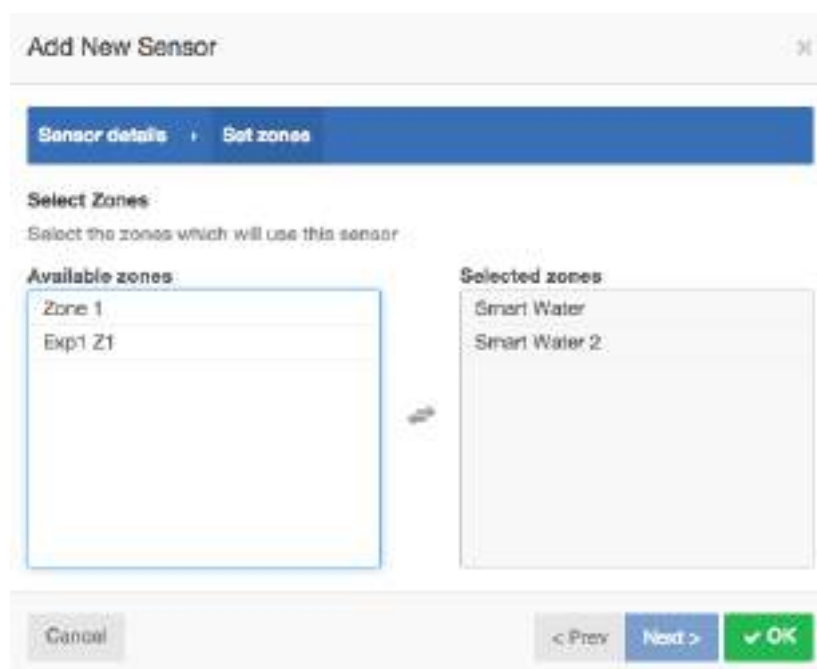 Add New Sensor
Sensor details › Set zones
Select Zones
Select the zones which will use this sensor
Available zones
Selected zones
Zone 1
Exp1 Z1
Smart Water
Smart Water 2
Cancel
< Prev
Next >
OK